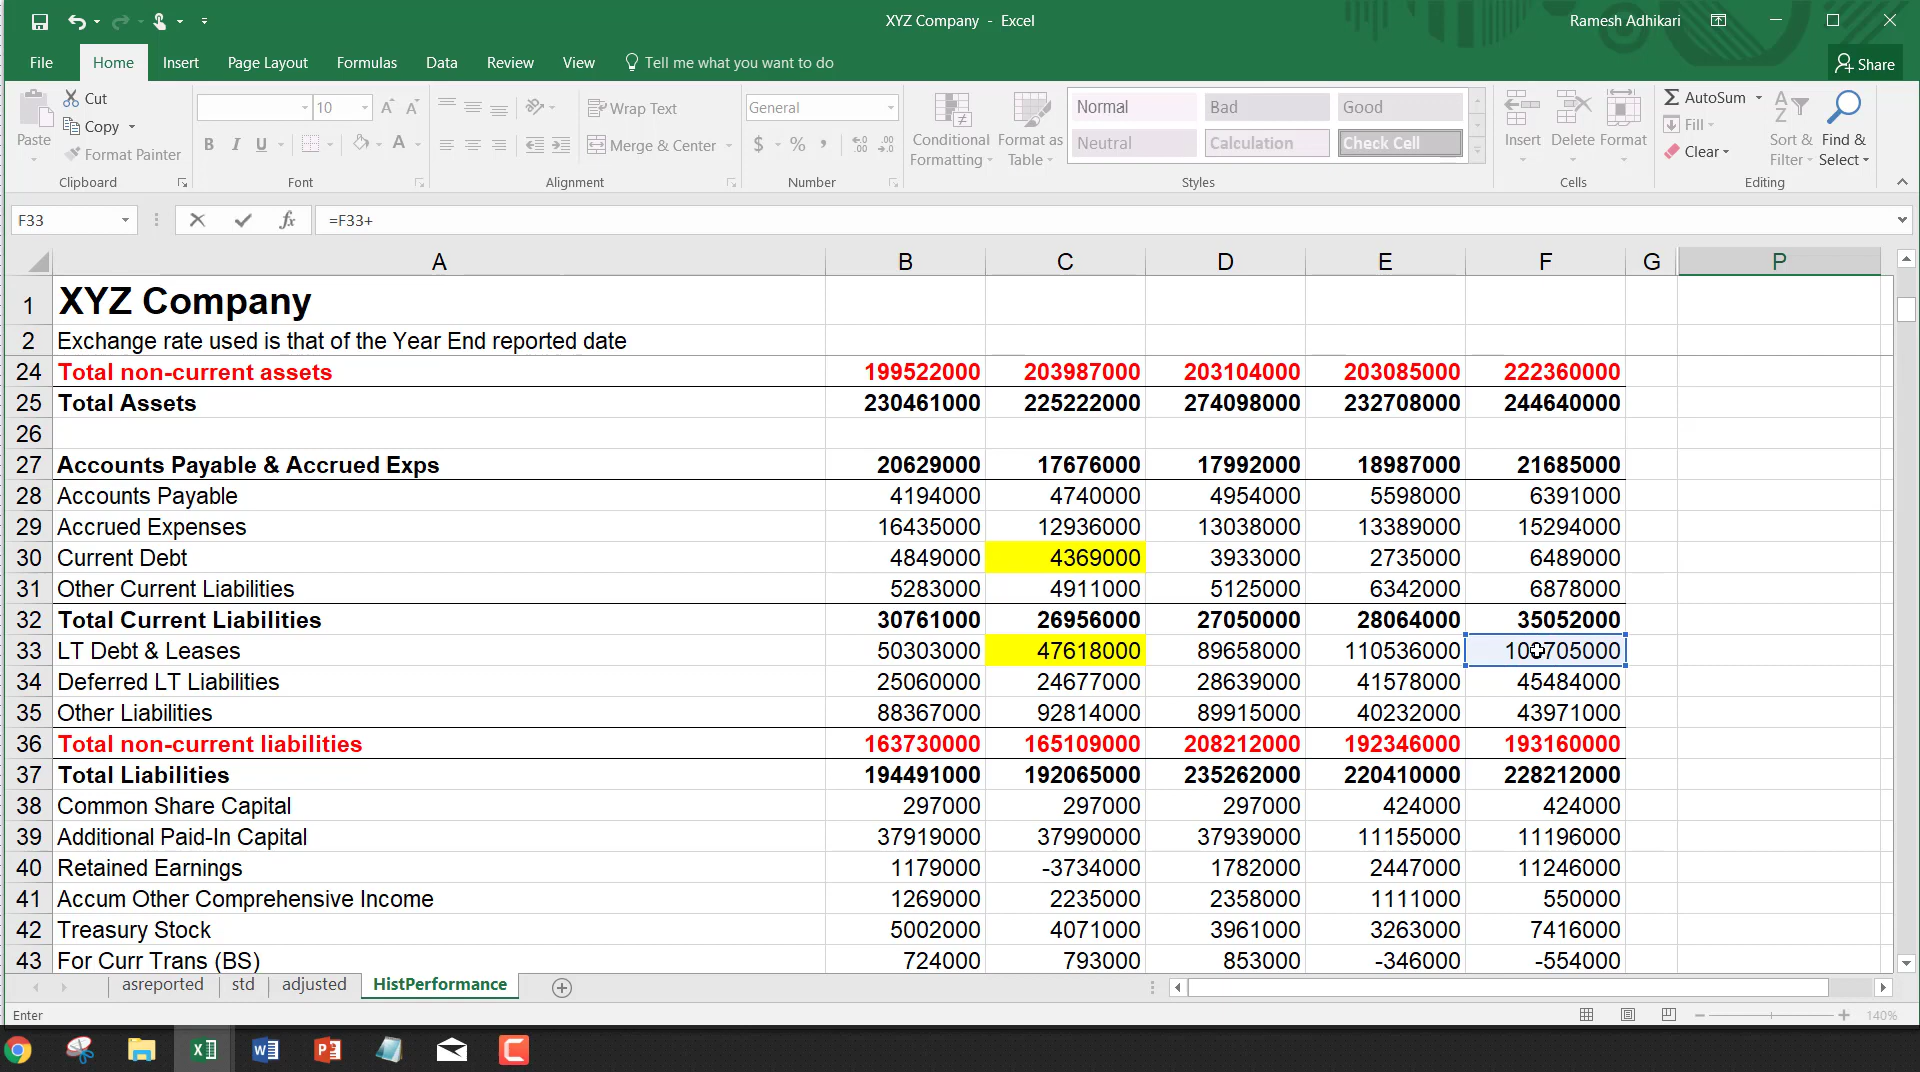 XYZ Company - Excel
Ramesh Adhikari
File Home Insert Page Layout Formulas Data Review View Tell me what you want to do
Share
Paste
Cut
Copy
Format Painter
Clipboard
10
B I U
Font
Wrap Text
Merge & Center
Alignment
General
$ % ,
Number
Conditional Formatting
Format as Table
Normal Bad Good
Neutral Calculation Check Cell
Styles
Insert Delete Format
Cells
AutoSum
Fill
Clear
Sort & Filter
Find & Select
Editing
F33 fx =F33+
A B C D E F G P
1 XYZ Company
2 Exchange rate used is that of the Year End reported date
24 Total non-current assets 199522000 203987000 203104000 203085000 222360000
25 Total Assets 230461000 225222000 274098000 232708000 244640000
26
27 Accounts Payable & Accrued Exps 20629000 17676000 17992000 18987000 21685000
28 Accounts Payable 4194000 4740000 4954000 5598000 6391000
29 Accrued Expenses 16435000 12936000 13038000 13389000 15294000
30 Current Debt 4849000 4369000 3933000 2735000 6489000
31 Other Current Liabilities 5283000 4911000 5125000 6342000 6878000
32 Total Current Liabilities 30761000 26956000 27050000 28064000 35052000
33 LT Debt & Leases 50303000 47618000 89658000 110536000
34 Deferred LT Liabilities 25060000 24677000 28639000 41578000 45484000
35 Other Liabilities 88367000 92814000 89915000 40232000 43971000
36 Total non-current liabilities 163730000 165109000 208212000 192346000 193160000
37 Total Liabilities 194491000 192065000 235262000 220410000 228212000
38 Common Share Capital 297000 297000 297000 424000 424000
39 Additional Paid-In Capital 37919000 37990000 37939000 11155000 11196000
40 Retained Earnings 1179000 -3734000 1782000 2447000 11246000
41 Accum Other Comprehensive Income 1269000 2235000 2358000 1111000 550000
42 Treasury Stock 5002000 4071000 3961000 3263000 7416000
43 For Curr Trans (BS) 724000 793000 853000 -346000 -554000
asreported std adjusted HistPerformance
Enter
140%